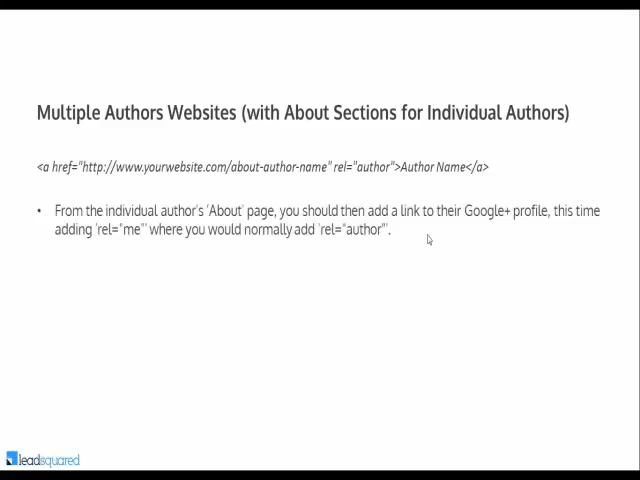 Multiple Authors Websites (with About Sections for Individual Authors)
<a href="http://www.yourwebsite.com/about-author-name" rel="author">Author Name</a>
• From the individual author's 'About' page, you should then add a link to their Google+ profile, this time
adding 'rel="me"' where you would normally add 'rel="author"'.
leadsquared